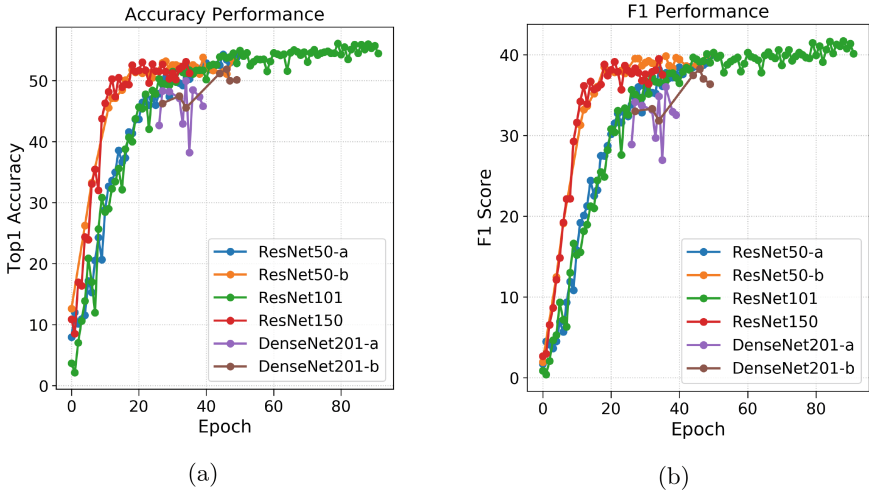 Accuracy Performance
Top1 Accuracy
50
40
30
20
10
0
0
20
40
60
80
Epoch
ResNet50-a
ResNet50-b
ResNet101
ResNet150
DenseNet201-a
DenseNet201-b
(a)
F1 Performance
F1 Score
40
30
20
10
0
0
20
40
60
80
Epoch
ResNet50-a
ResNet50-b
ResNet101
ResNet150
DenseNet201-a
DenseNet201-b
(b)